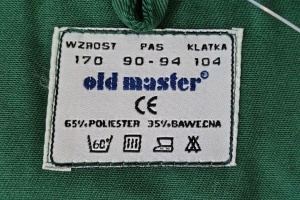 WZROST PAS KLATKA
170 - 90-94 104
old master®
CE
65% POLIESTER 35% BAWEŁNA
60°